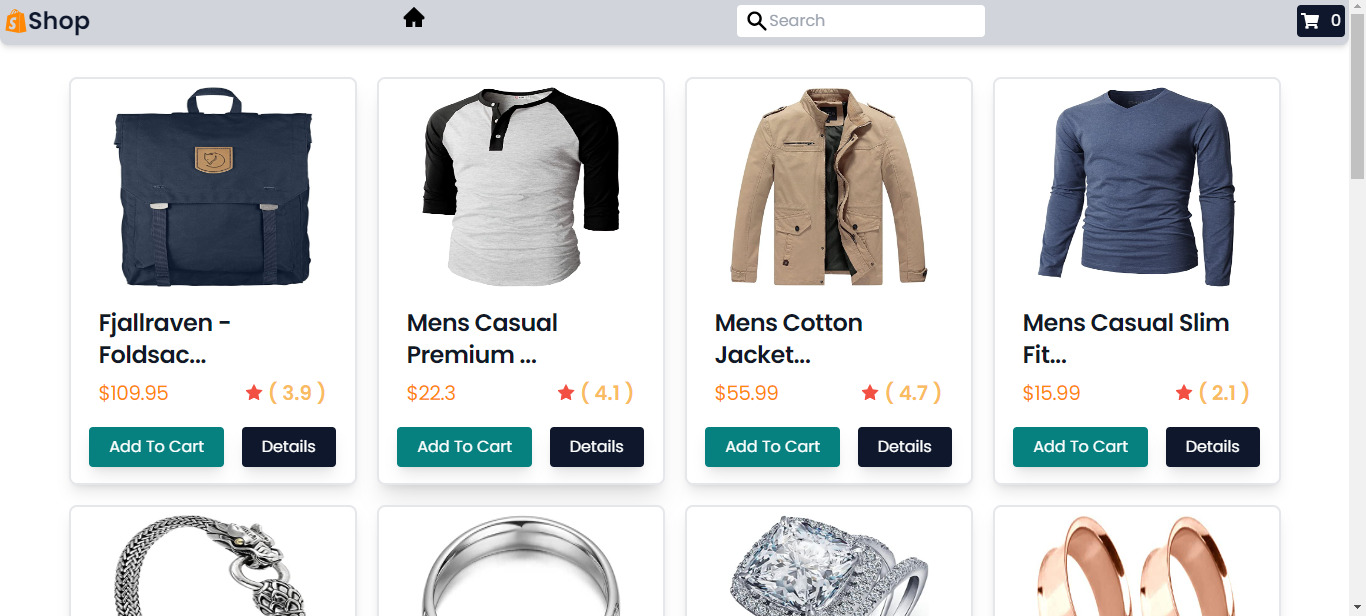 Shop
Search
0
Fjallraven -
Foldsac...
$109.95
( 3.9 )
Add To Cart
Details
Mens Casual
Premium ...
$22.3
( 4.1 )
Add To Cart
Details
Mens Cotton
Jacket...
$55.99
( 4.7 )
Add To Cart
Details
Mens Casual Slim
Fit...
$15.99
( 2.1 )
Add To Cart
Details